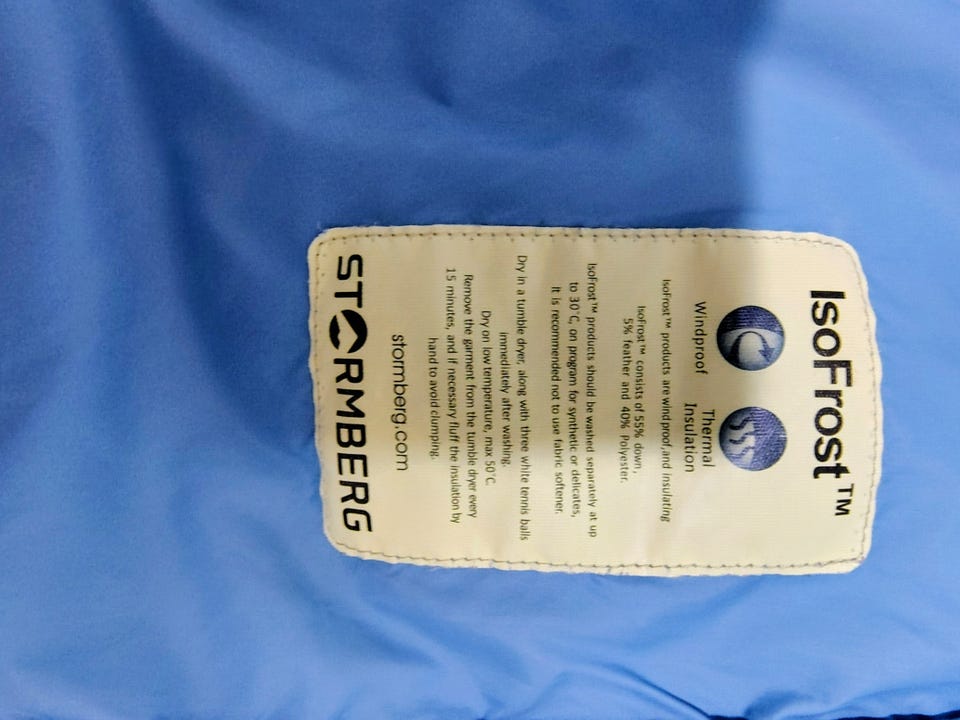 IsoFrost™
Windproof
Thermal
Insulation
IsoFrost™ products are windproof,and insulating
IsoFrost™ consists of 55% down,
5% feather and 40% Polyester.
IsoFrost™ products should be washed separately at up
to 30°C, on program for synthetic or delicates,
It is recommended not to use fabric softener.
Dry in a tumble dryer, along with three white tennis balls
immediately after washing.
Dry on low temperature, max 50°C.
Remove the garment from the tumble dryer every
15 minutes, and if necessary fluff the insulation by
hand to avoid clumping.
stormberg.com
STORMBERG